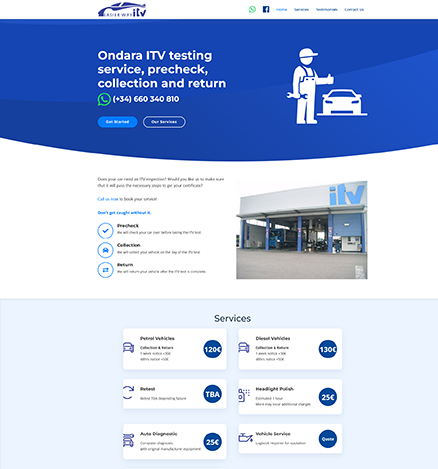 EASIER WAY itv
Home Services Testimonials Contact us
Ondara ITV testing
service, precheck,
collection and return
(+34) 660 340 810
Get Started Our Services
Does your car need an ITV inspection? Would you like us to make sure
that it will pass the necessary steps to get your certificate?
Call us now to book your service!
Don't get caught without it.
Precheck
We will check your car over before taking the ITV test
Collection
We will collect your vehicle on the day of the ITV test
Return
We will return your vehicle after the ITV test is complete
itv
Services
Petrol Vehicles
Collection & Return
1 week notice +30€
48hrs notice +50€
120€
Diesel Vehicles
Collection & Return
1 week notice +30€
48hrs notice +50€
130€
Retest
Retest TBA depending failure
TBA
Headlight Polish
Estimated 1 hour
More may incur additional charges
25€
Auto Diagnostic
Computer diagnosis
with original manufacturer equipment
25€
Vehicle Service
Logbook required for quotation
Quote